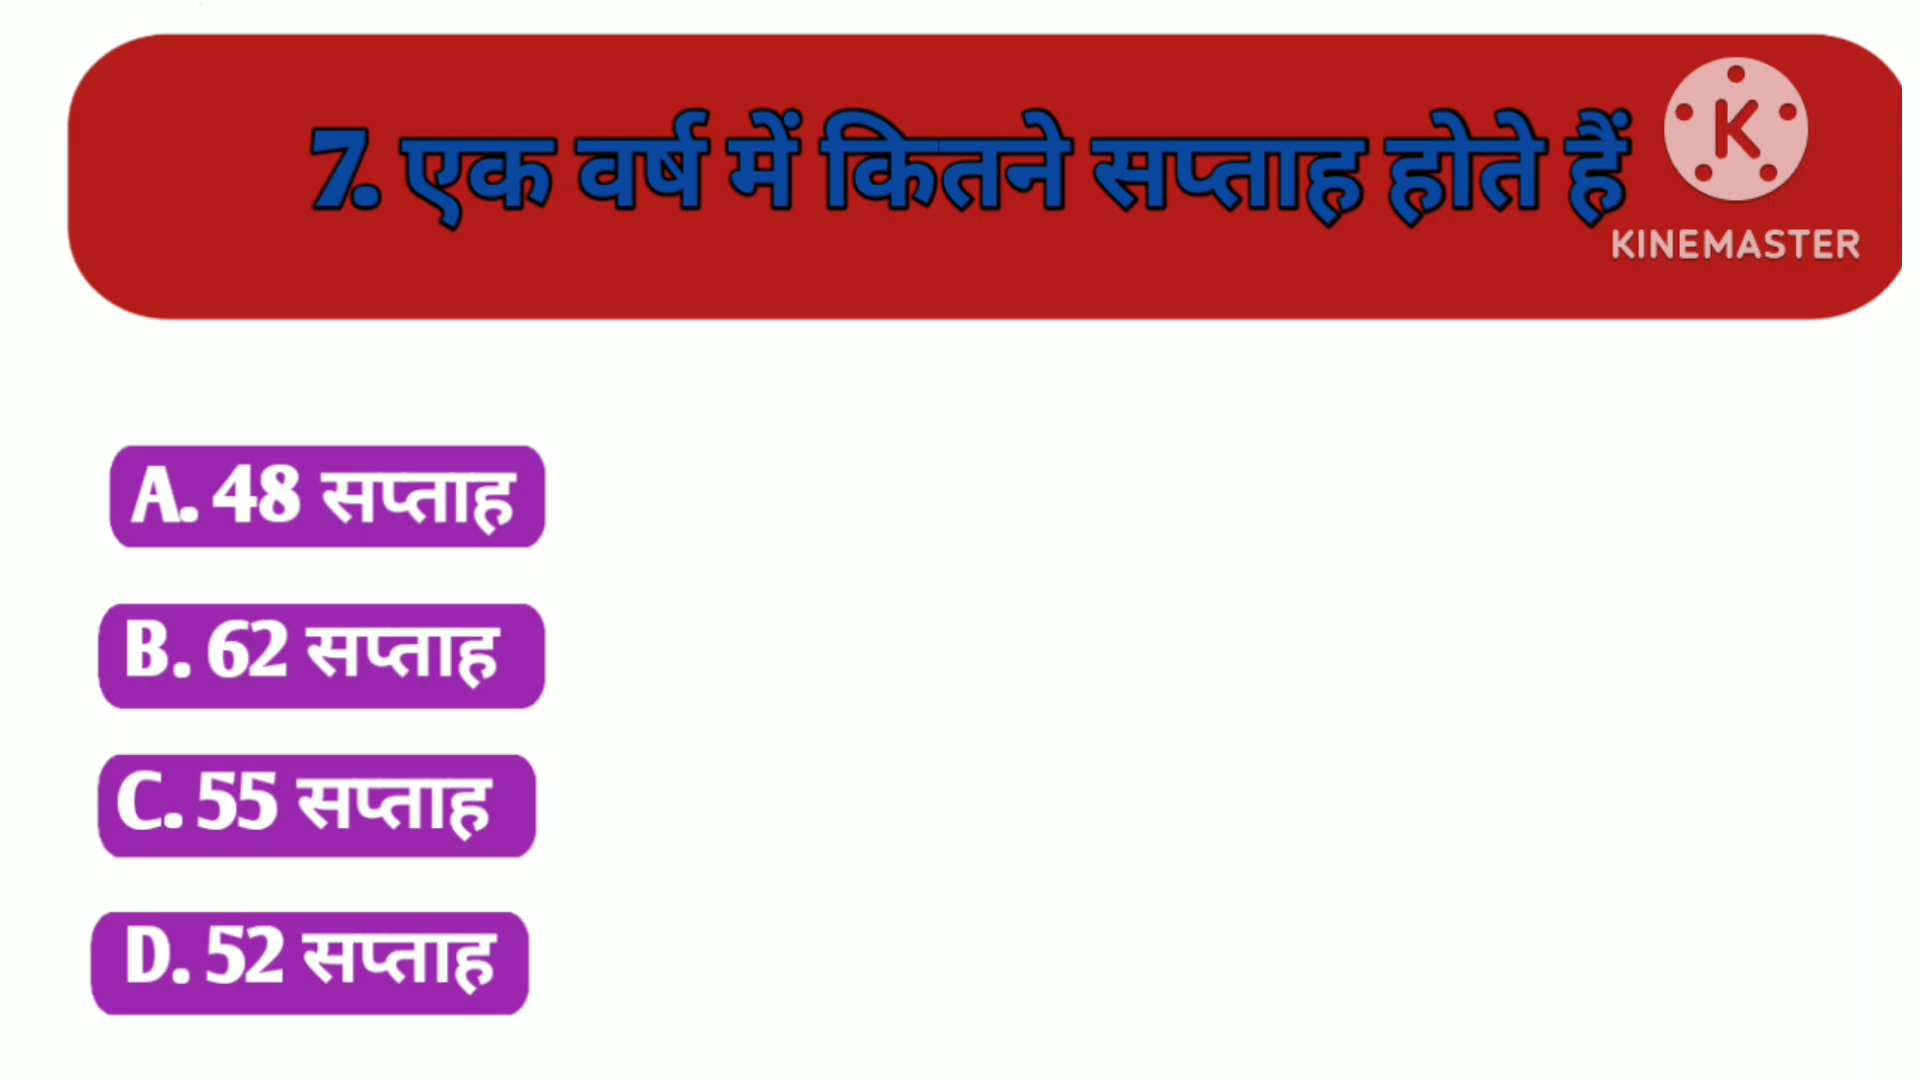 7. एक वर्ष में कितने सप्ताह होते हैं
K
KINEMASTER
A. 48 सप्ताह
B. 62 सप्ताह
C. 55 सप्ताह
D. 52 सप्ताह